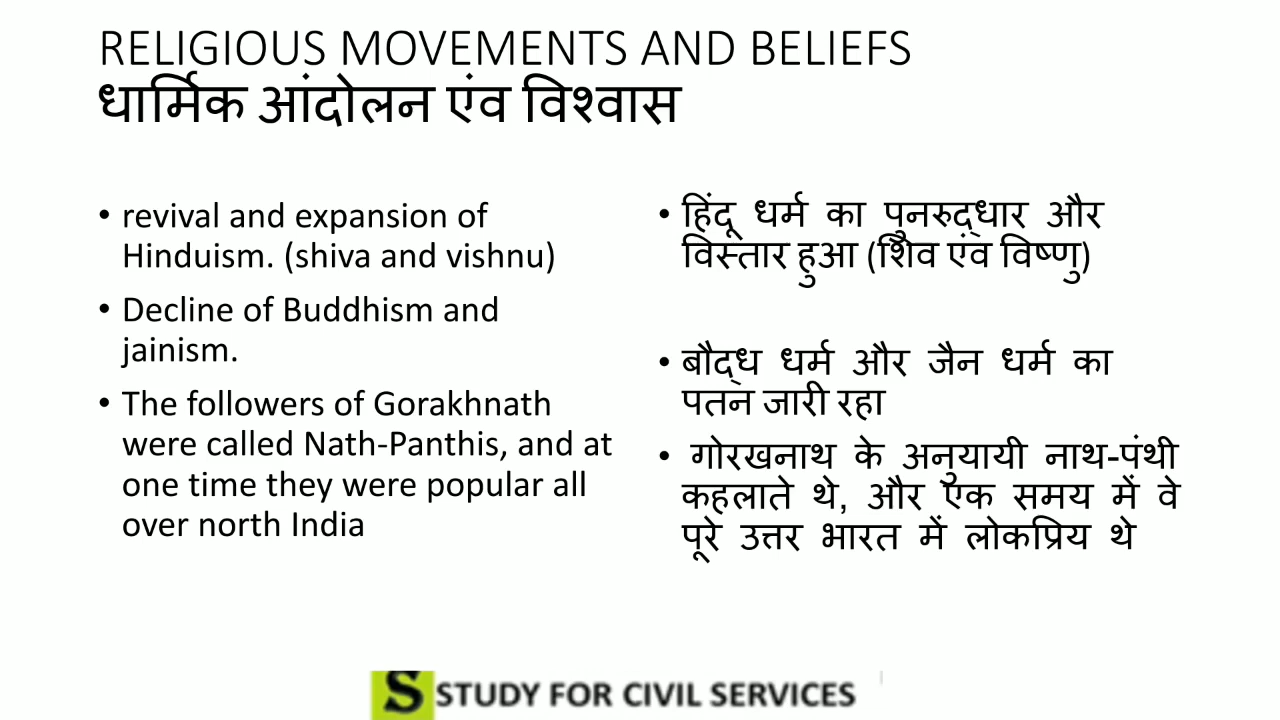 RELIGIOUS MOVEMENTS AND BELIEFS
धार्मिक आंदोलन एंव विश्वास
• revival and expansion of
Hinduism. (shiva and vishnu)
• Decline of Buddhism and
jainism.
• The followers of Gorakhnath
were called Nath-Panthis, and at
one time they were popular all
over north India
• हिंदू धर्म का पुनरुद्धार और
विस्तार हुआ (शिव एंव विष्णु)
• बौद्ध धर्म और जैन धर्म का
पतन जारी रहा
• गोरखनाथ के अनुयायी नाथ-पंथी
कहलाते थे, और एक समय में वे
पूरे उत्तर भारत में लोकप्रिय थे
S STUDY FOR CIVIL SERVICES